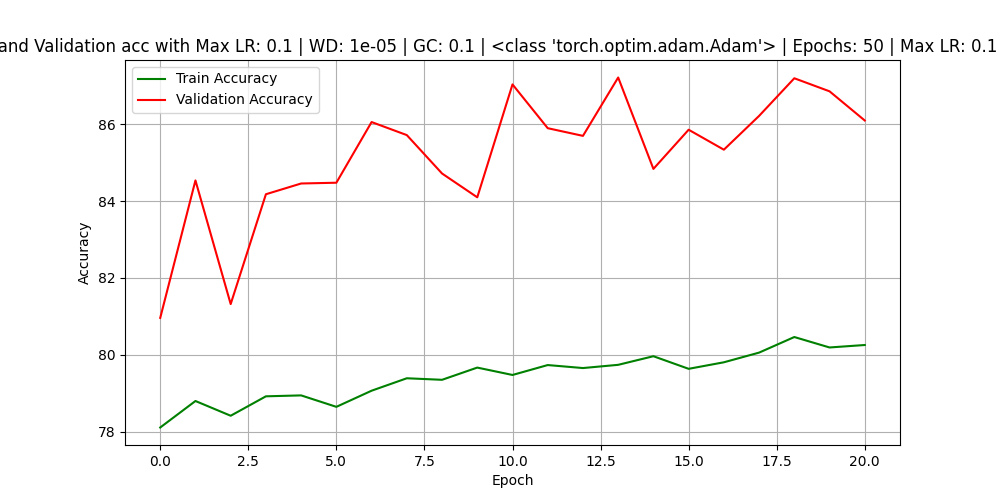 and Validation acc with Max LR: 0.1 | WD: 1e-05 | GC: 0.1 | <class 'torch.optim.adam.Adam'> | Epochs: 50 | Max LR: 0.1
Train Accuracy
Validation Accuracy
86
84
82
80
78
Accuracy
0.0 2.5 5.0 7.5 10.0 12.5 15.0 17.5 20.0
Epoch